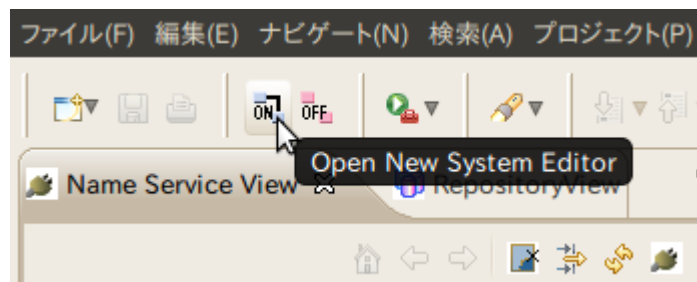 ファイル(F) 編集(E) ナビゲート(N) 検索(A) プロジェクト(P)
ON OFF
Open New System Editor
Name Service View RepositoryView